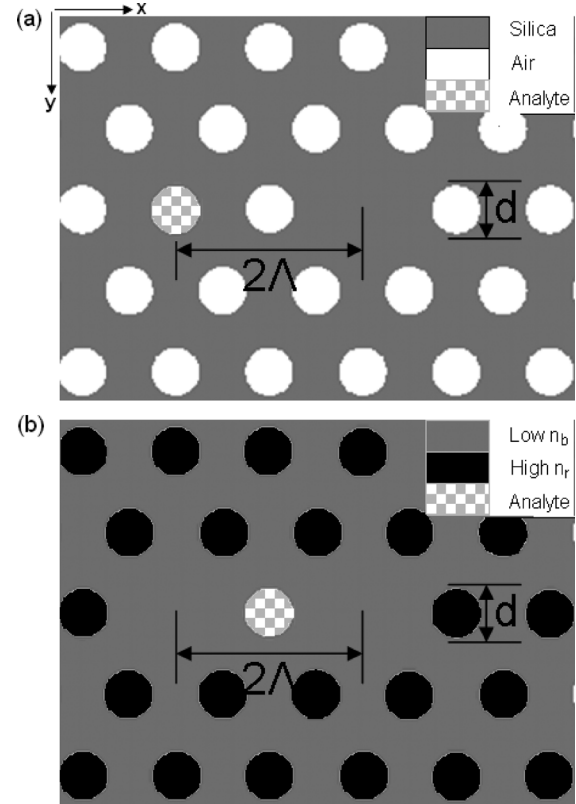 (a)
x
y
Silica
Air
Analyte
d
2Λ
(b)
Low n_b
High n_r
Analyte
d
2Λ